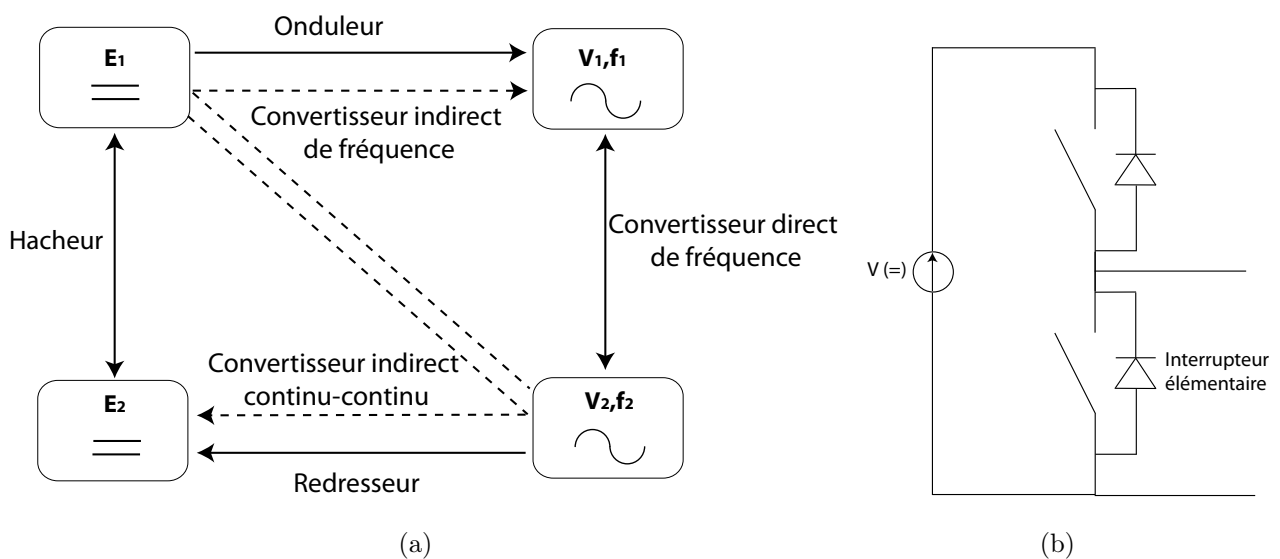 Onduleur
E1
V1,f1
Convertisseur indirect
de fréquence
Hacheur
Convertisseur direct
de fréquence
Convertisseur indirect
continu-continu
E2
V2,f2
Redresseur
(a)
V (=)
Interrupteur
élémentaire
(b)